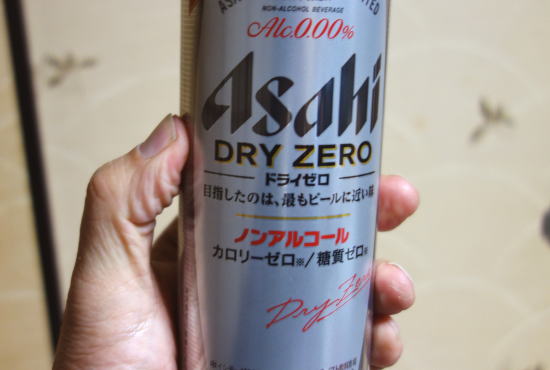 NON-ALCOHOL BEVERAGE
Alc.0.00%
Asahi
DRY ZERO
ドライゼロ
目指したのは、最もビールに近い味
ノンアルコール
カロリーゼロ※/糖質ゼロ※
Dry Zero